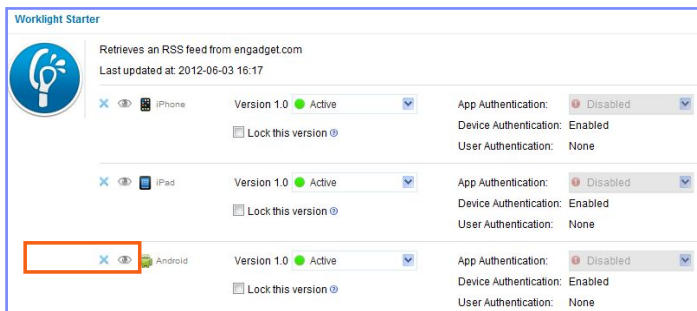 Worklight Starter
Retrieves an RSS feed from engadget.com
Last updated at: 2012-06-03 16:17
iPhone Version 1.0 Active App Authentication: Disabled
Lock this version Device Authentication: Enabled
User Authentication: None
iPad Version 1.0 Active App Authentication: Disabled
Lock this version Device Authentication: Enabled
User Authentication: None
Android Version 1.0 Active App Authentication: Disabled
Lock this version Device Authentication: Enabled
User Authentication: None